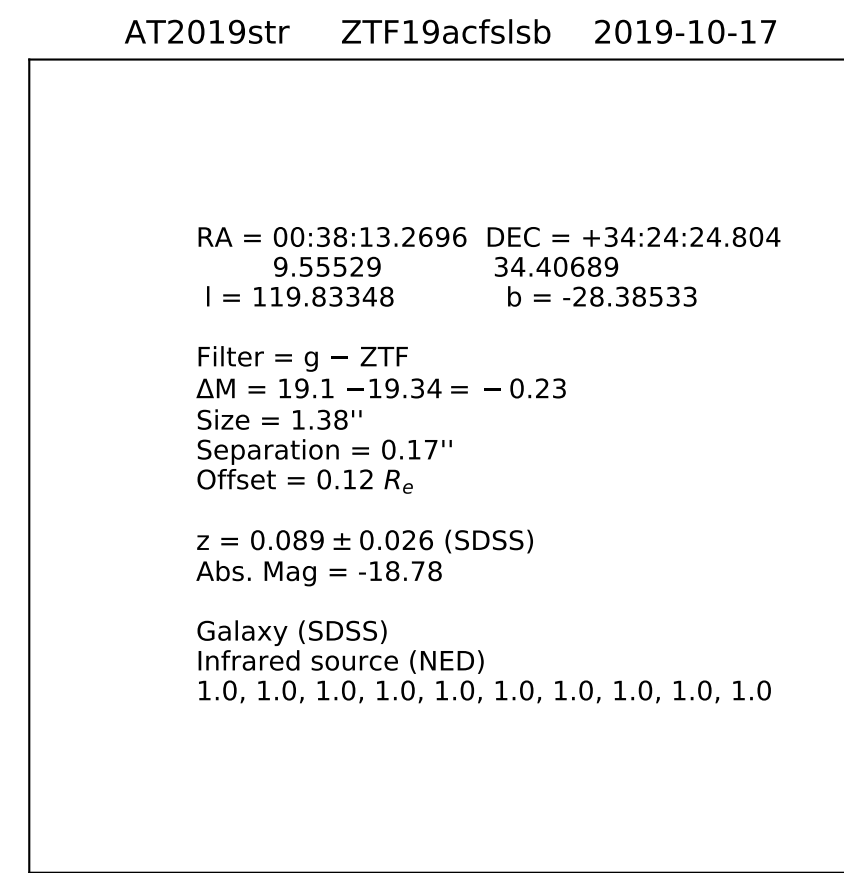 AT2019str ZTF19acfslsb 2019-10-17
RA = 00:38:13.2696 DEC = +34:24:24.804
9.55529 34.40689
l = 119.83348 b = -28.38533
Filter = g − ZTF
ΔM = 19.1 −19.34 = − 0.23
Size = 1.38''
Separation = 0.17''
Offset = 0.12 Rₑ
z = 0.089 ± 0.026 (SDSS)
Abs. Mag = -18.78
Galaxy (SDSS)
Infrared source (NED)
1.0, 1.0, 1.0, 1.0, 1.0, 1.0, 1.0, 1.0, 1.0, 1.0